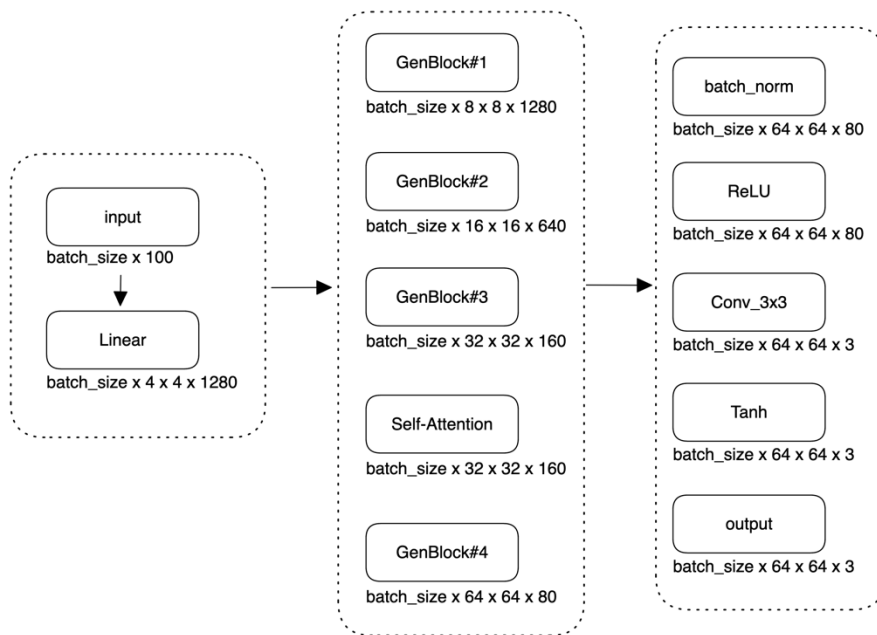 input
batch_size x 100
Linear
batch_size x 4 x 4 x 1280
GenBlock#1
batch_size x 8 x 8 x 1280
GenBlock#2
batch_size x 16 x 16 x 640
GenBlock#3
batch_size x 32 x 32 x 160
Self-Attention
batch_size x 32 x 32 x 160
GenBlock#4
batch_size x 64 x 64 x 80
batch_norm
batch_size x 64 x 64 x 80
ReLU
batch_size x 64 x 64 x 80
Conv_3x3
batch_size x 64 x 64 x 3
Tanh
batch_size x 64 x 64 x 3
output
batch_size x 64 x 64 x 3